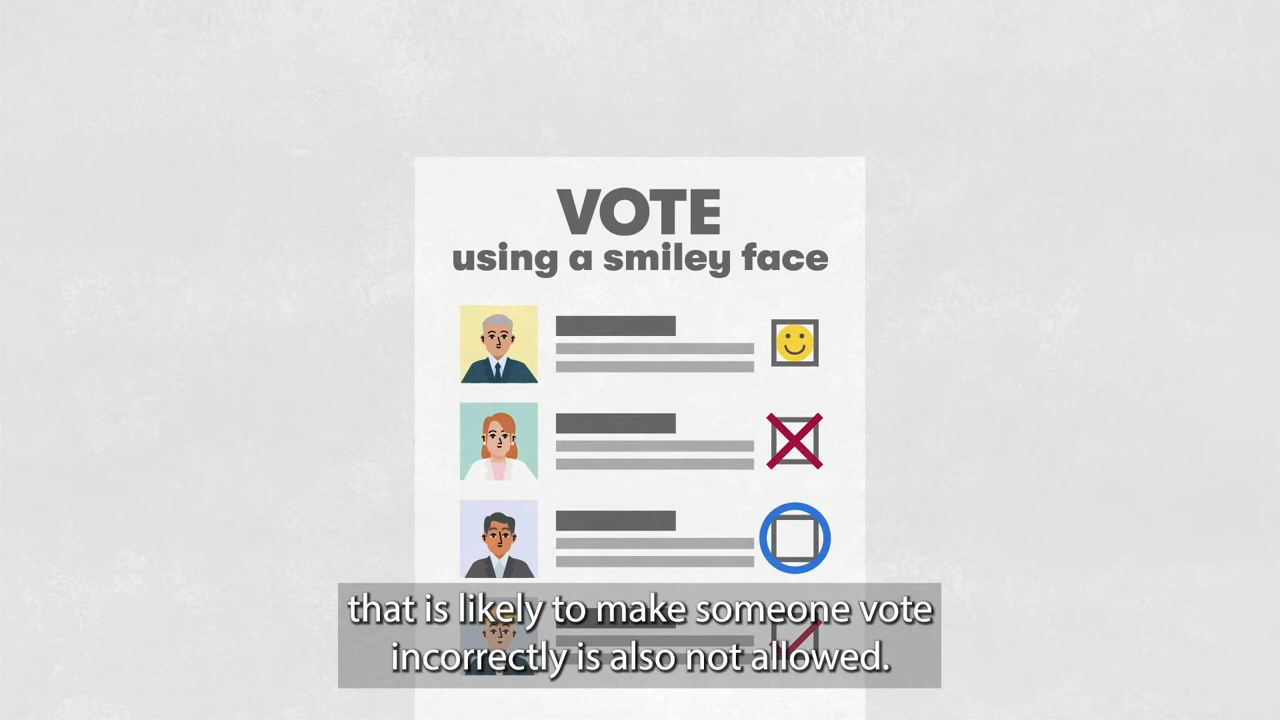 VOTE
using a smiley face
that is likely to make someone vote
incorrectly is also not allowed.